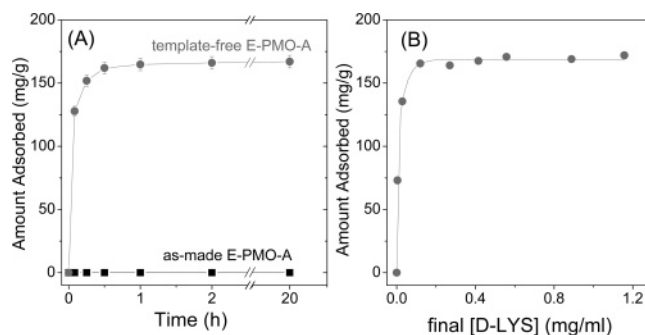 (A)
template-free E-PMO-A
as-made E-PMO-A
Amount Adsorbed (mg/g)
200
150
100
50
0
0
1
2
20
Time (h)
(B)
Amount Adsorbed (mg/g)
200
150
100
50
0
0.0
0.4
0.8
1.2
final [D-LYS] (mg/ml)